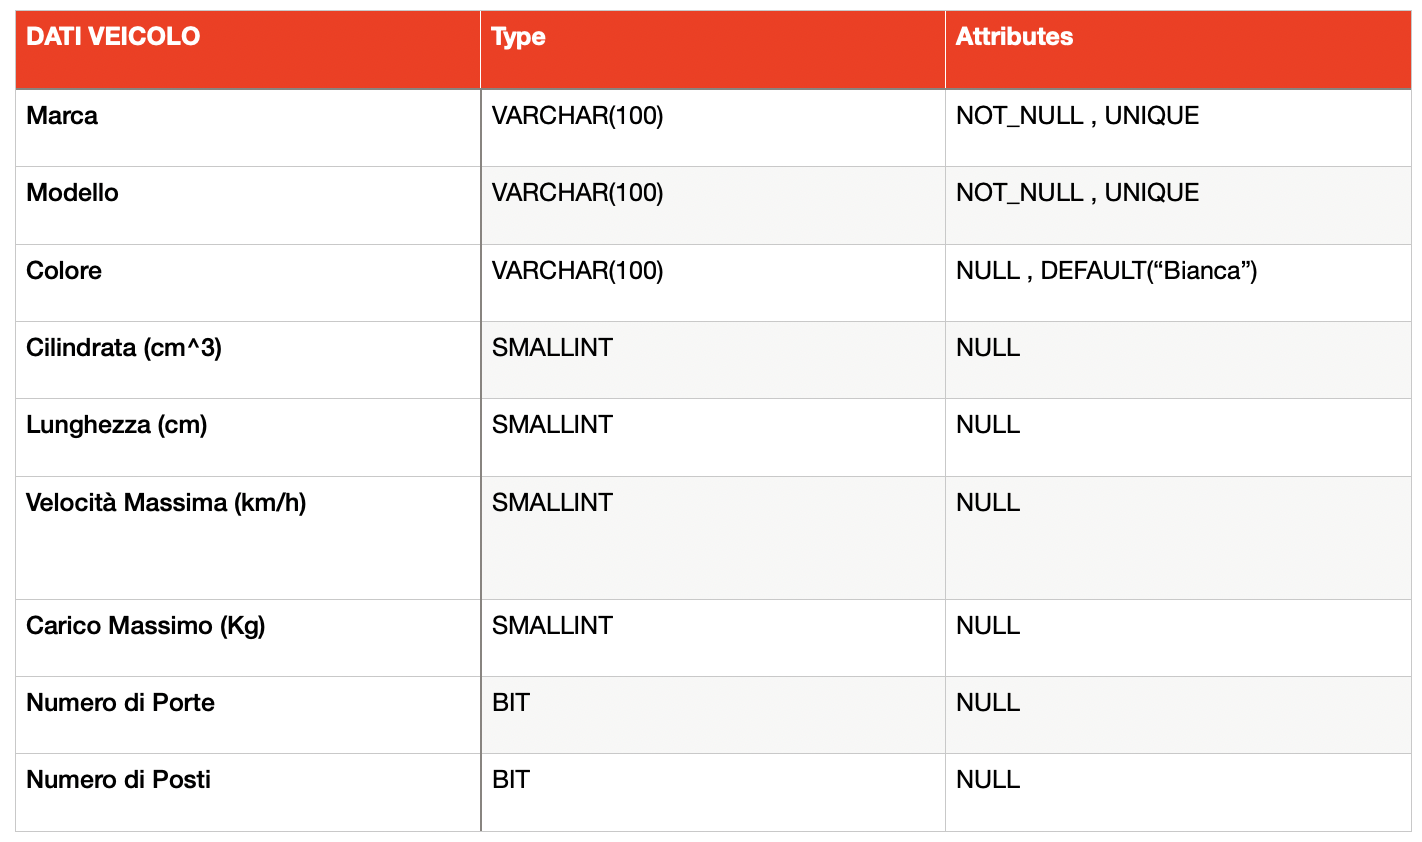 DATI VEICOLO Type Attributes
Marca VARCHAR(100) NOT_NULL , UNIQUE
Modello VARCHAR(100) NOT_NULL , UNIQUE
Colore VARCHAR(100) NULL , DEFAULT(“Bianca”)
Cilindrata (cm^3) SMALLINT NULL
Lunghezza (cm) SMALLINT NULL
Velocità Massima (km/h) SMALLINT NULL
Carico Massimo (Kg) SMALLINT NULL
Numero di Porte BIT NULL
Numero di Posti BIT NULL